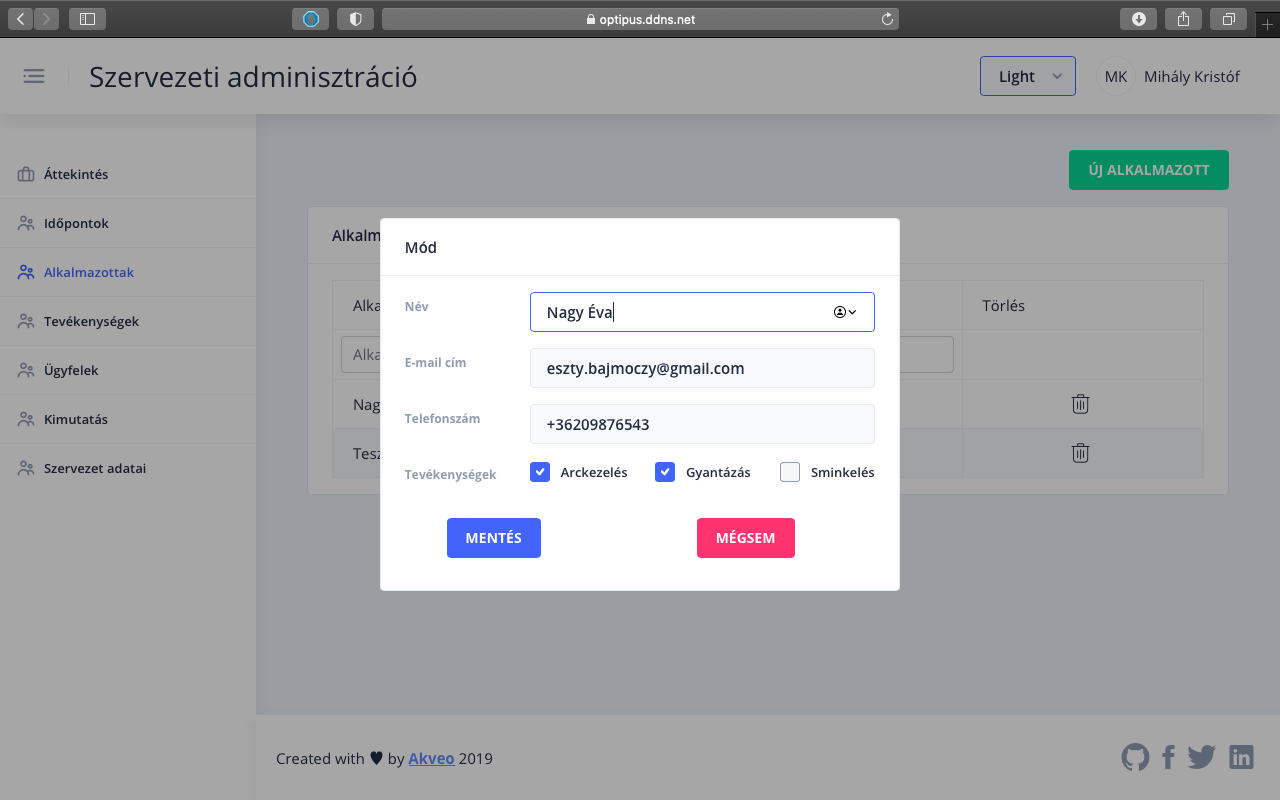 optipus.ddns.net
Szervezeti adminisztráció
Light
MK Mihály Kristóf
Áttekintés
Időpontok
Alkalmazottak
Tevékenységek
Ügyfelek
Kimutatás
Szervezet adatai
ÚJ ALKALMAZOTT
Alkalm
Alka
Törlés
Alka
Nag
Tesz
Mód
Név
Nagy Éva
E-mail cím
eszty.bajmoczy@gmail.com
Telefonszám
+36209876543
Tevékenységek
Arckezelés
Gyantázás
Sminkelés
MENTÉS
MÉGSEM
Created with ♥ by Akveo 2019